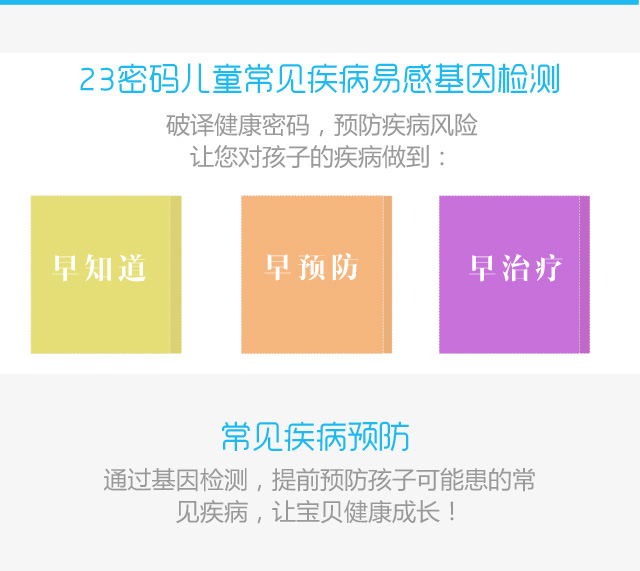 23密码儿童常见疾病易感基因检测
破译健康密码，预防疾病风险
让您对孩子的疾病做到：
早知道
早预防
早治疗
常见疾病预防
通过基因检测，提前预防孩子可能患的常
见疾病，让宝贝健康成长！